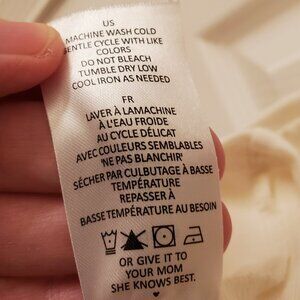 US
MACHINE WASH COLD
GENTLE CYCLE WITH LIKE
COLORS
DO NOT BLEACH
TUMBLE DRY LOW
COOL IRON AS NEEDED
FR
LAVER À LAMACHINE
À L'EAU FROIDE
AU CYCLE DÉLICAT
AVEC COULEURS SEMBLABLES
'NE PAS BLANCHIR'
SÉCHER PAR CULBUTAGE À BASSE
TEMPÉRATURE
REPASSER À
BASSE TEMPÉRATURE AU BESOIN
OR GIVE IT TO
YOUR MOM
SHE KNOWS BEST.